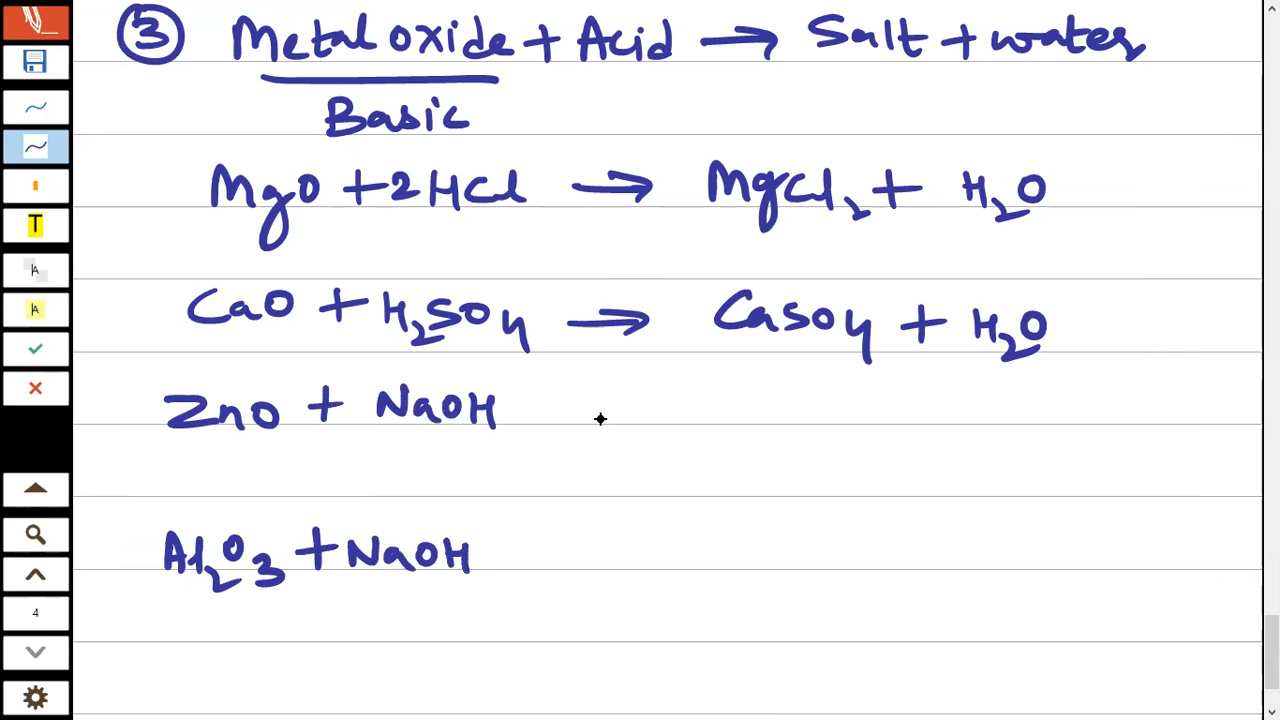 ③ Metal oxide + Acid → Salt + water
Basic
MgO + 2HCl → MgCl₂ + H₂O
CaO + H₂SO₄ → CaSO₄ + H₂O
ZnO + NaOH
Al₂O₃ + NaOH
T
A
A
4